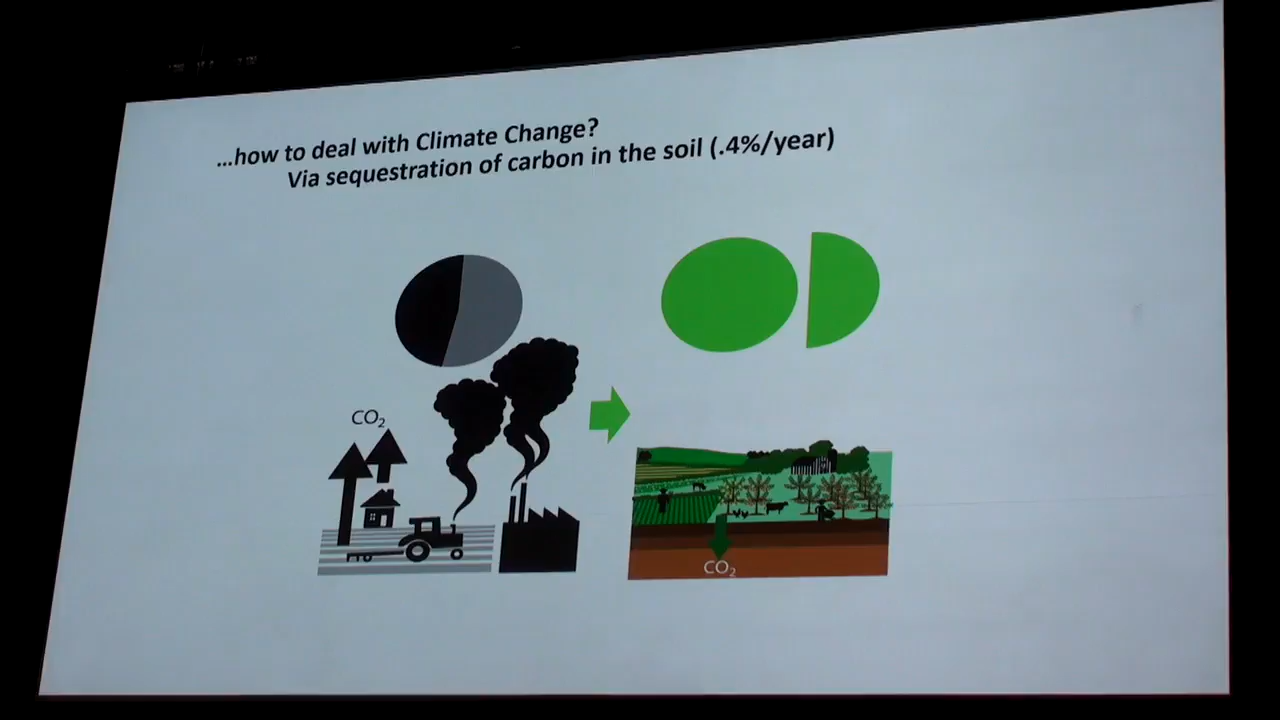 ...how to deal with Climate Change?
Via sequestration of carbon in the soil (.4%/year)
CO₂
CO₂